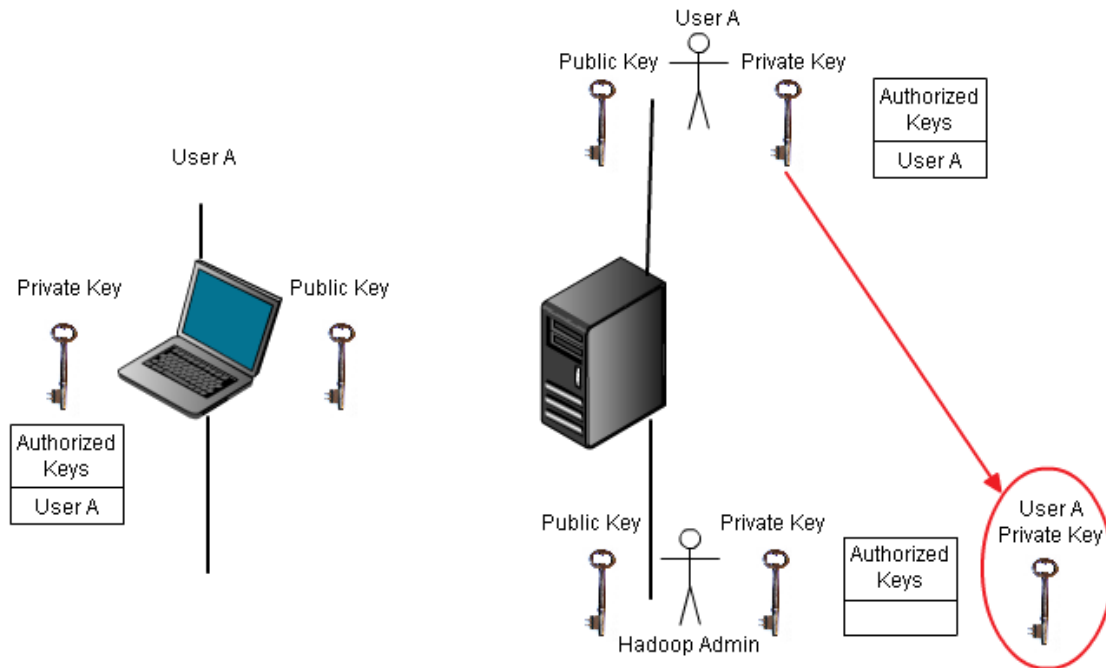 User A
Private Key
Public Key
Authorized
Keys
User A
User A
Public Key
Private Key
Authorized
Keys
User A
Public Key
Private Key
Hadoop Admin
Authorized
Keys
User A
Private Key